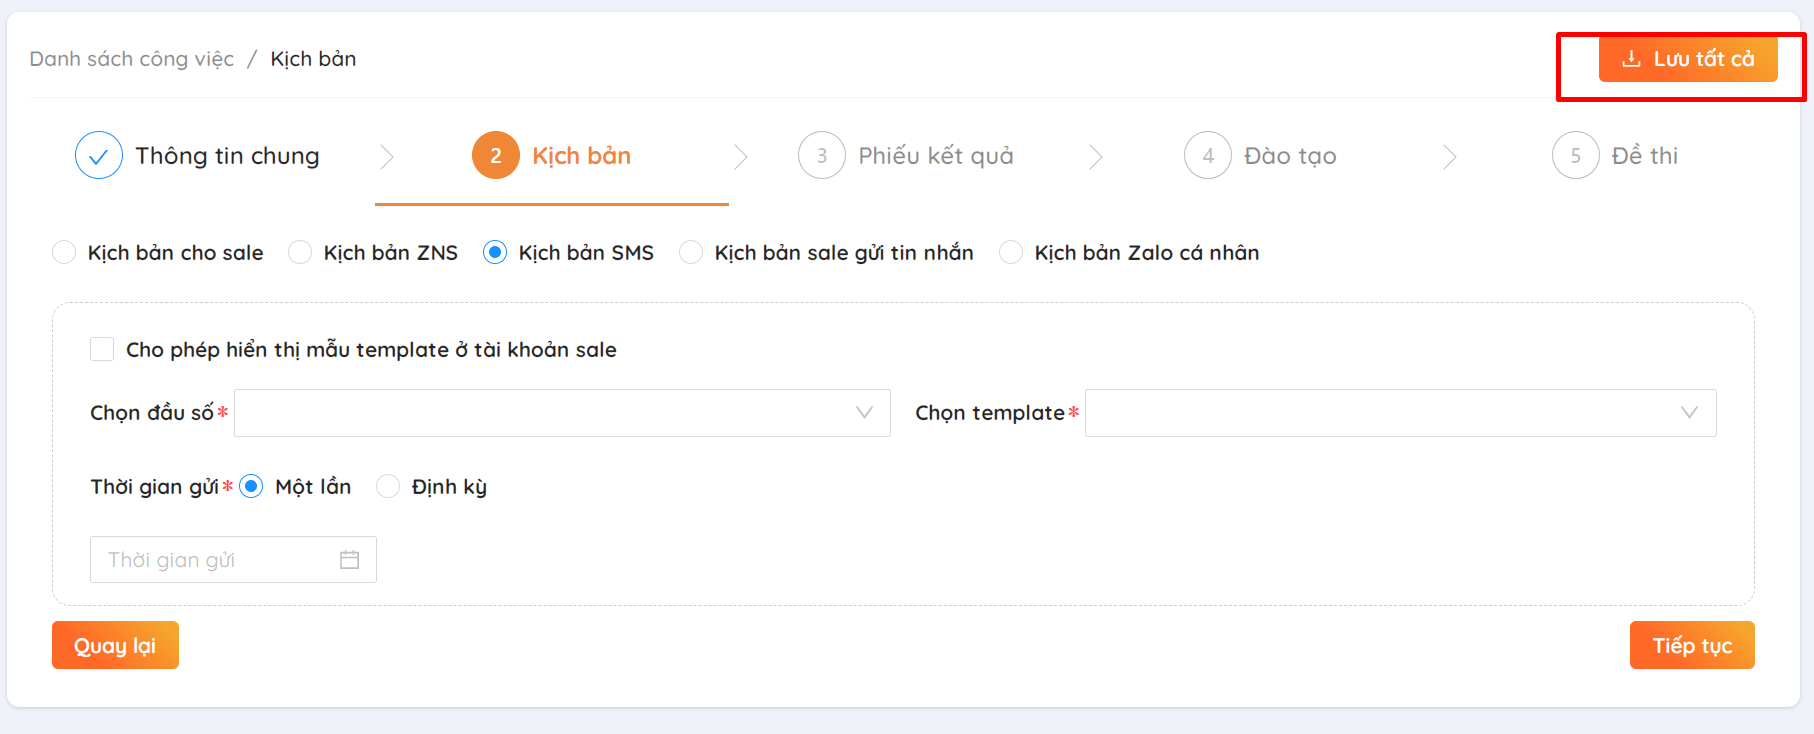 Danh sách công việc / Kịch bản
Lưu tất cả
Thông tin chung
2 Kịch bản
3 Phiếu kết quả
4 Đào tạo
5 Đề thi
Kịch bản cho sale
Kịch bản ZNS
Kịch bản SMS
Kịch bản sale gửi tin nhắn
Kịch bản Zalo cá nhân
Cho phép hiển thị mẫu template ở tài khoản sale
Chọn đầu số*
Chọn template*
Thời gian gửi*
Một lần
Định kỳ
Thời gian gửi
Quay lại
Tiếp tục